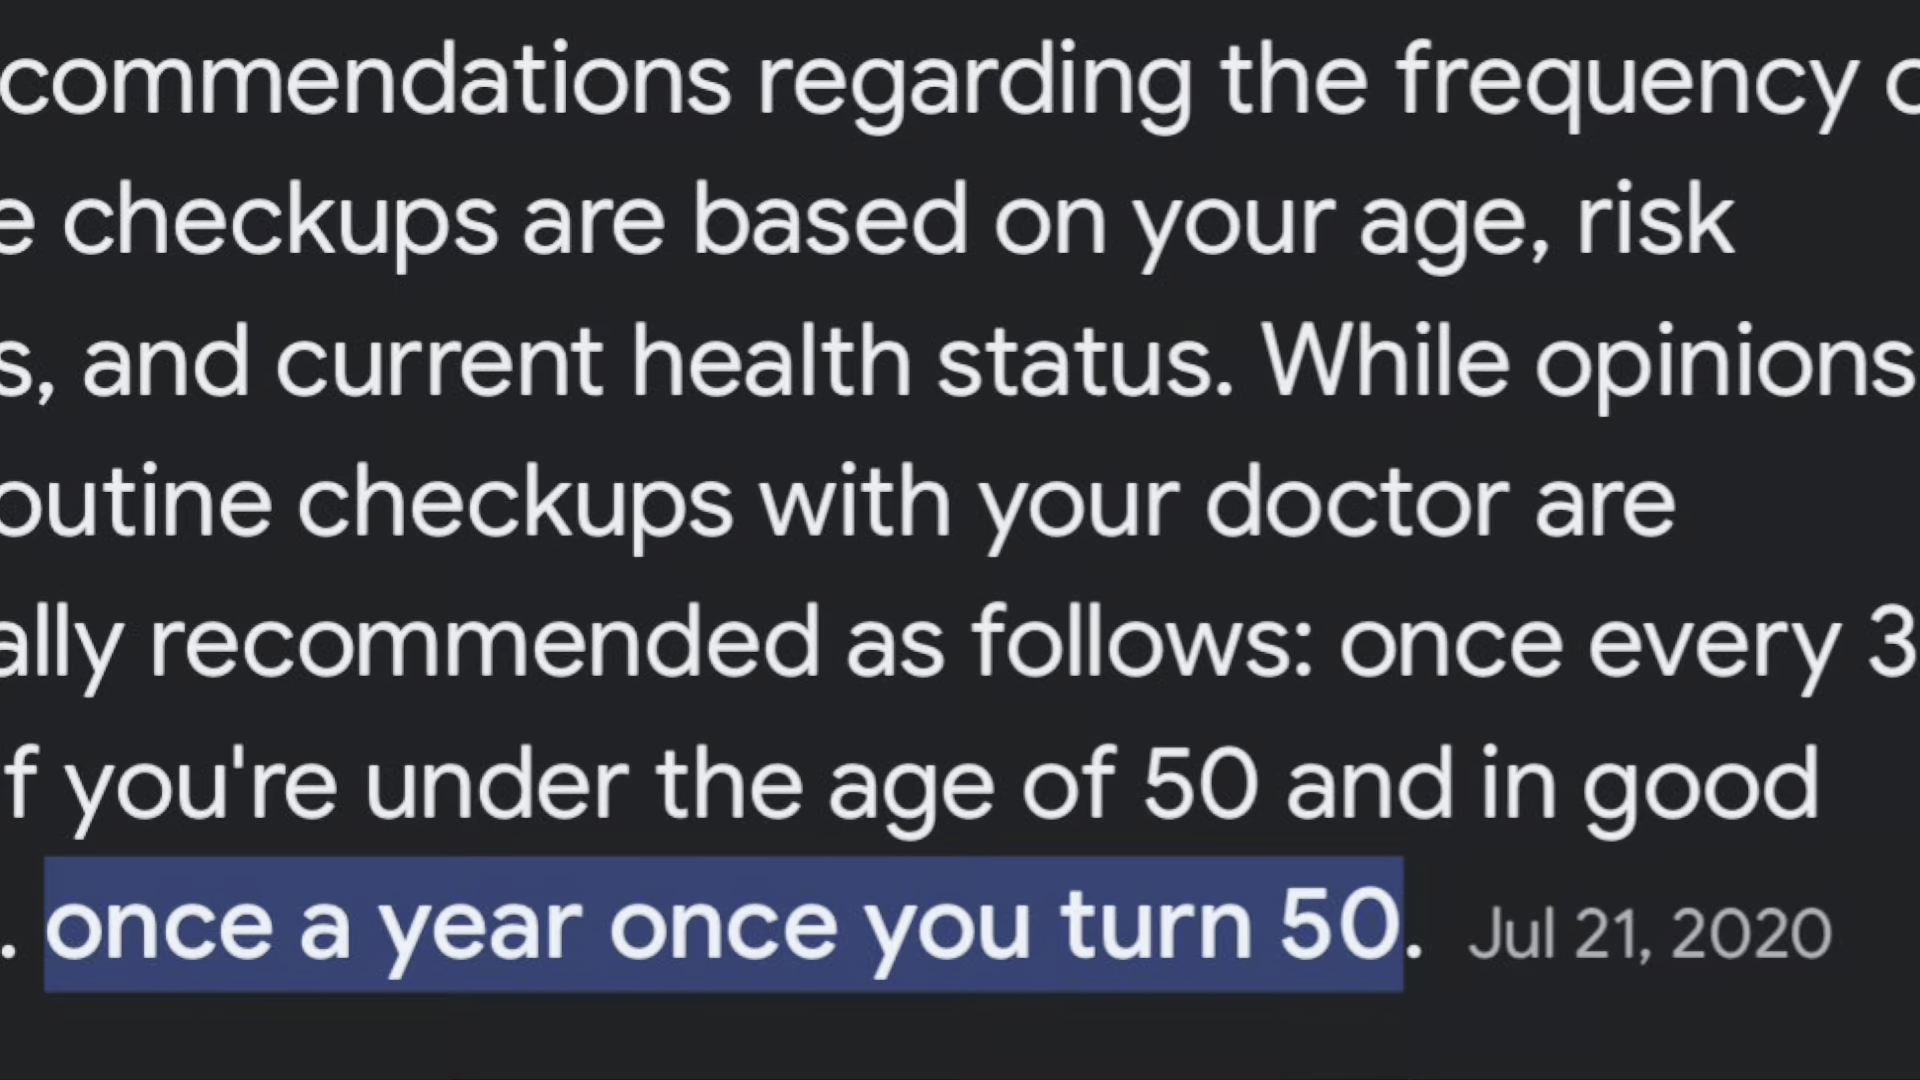 commendations regarding the frequency
checkups are based on your age, risk
s, and current health status. While opinions
outine checkups with your doctor are
ally recommended as follows: once every 3
f you're under the age of 50 and in good
. once a year once you turn 50. Jul 21, 2020